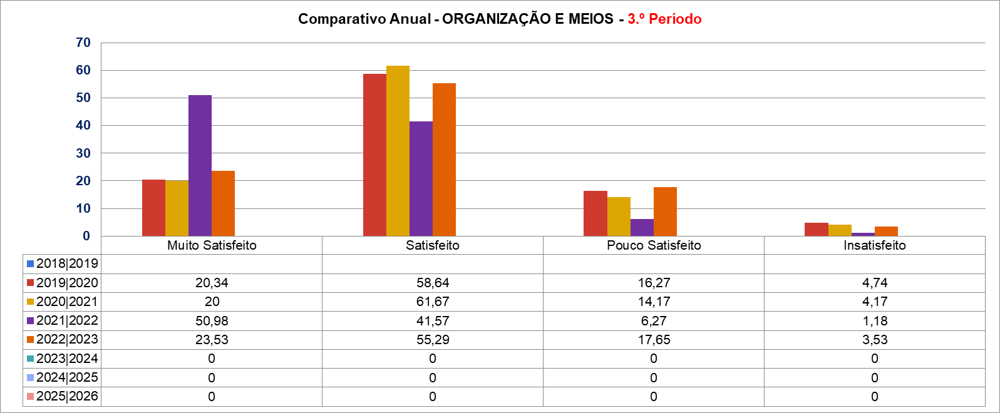 Comparativo Anual - ORGANIZAÇÃO E MEIOS - 3.º Período
70
60
50
40
30
20
10
0
Muito Satisfeito Satisfeito Pouco Satisfeito Insatisfeito
2018|2019
2019|2020 20,34 58,64 16,27 4,74
2020|2021 20 61,67 14,17 4,17
2021|2022 50,98 41,57 6,27 1,18
2022|2023 23,53 55,29 17,65 3,53
2023|2024 0 0 0 0
2024|2025 0 0 0 0
2025|2026 0 0 0 0